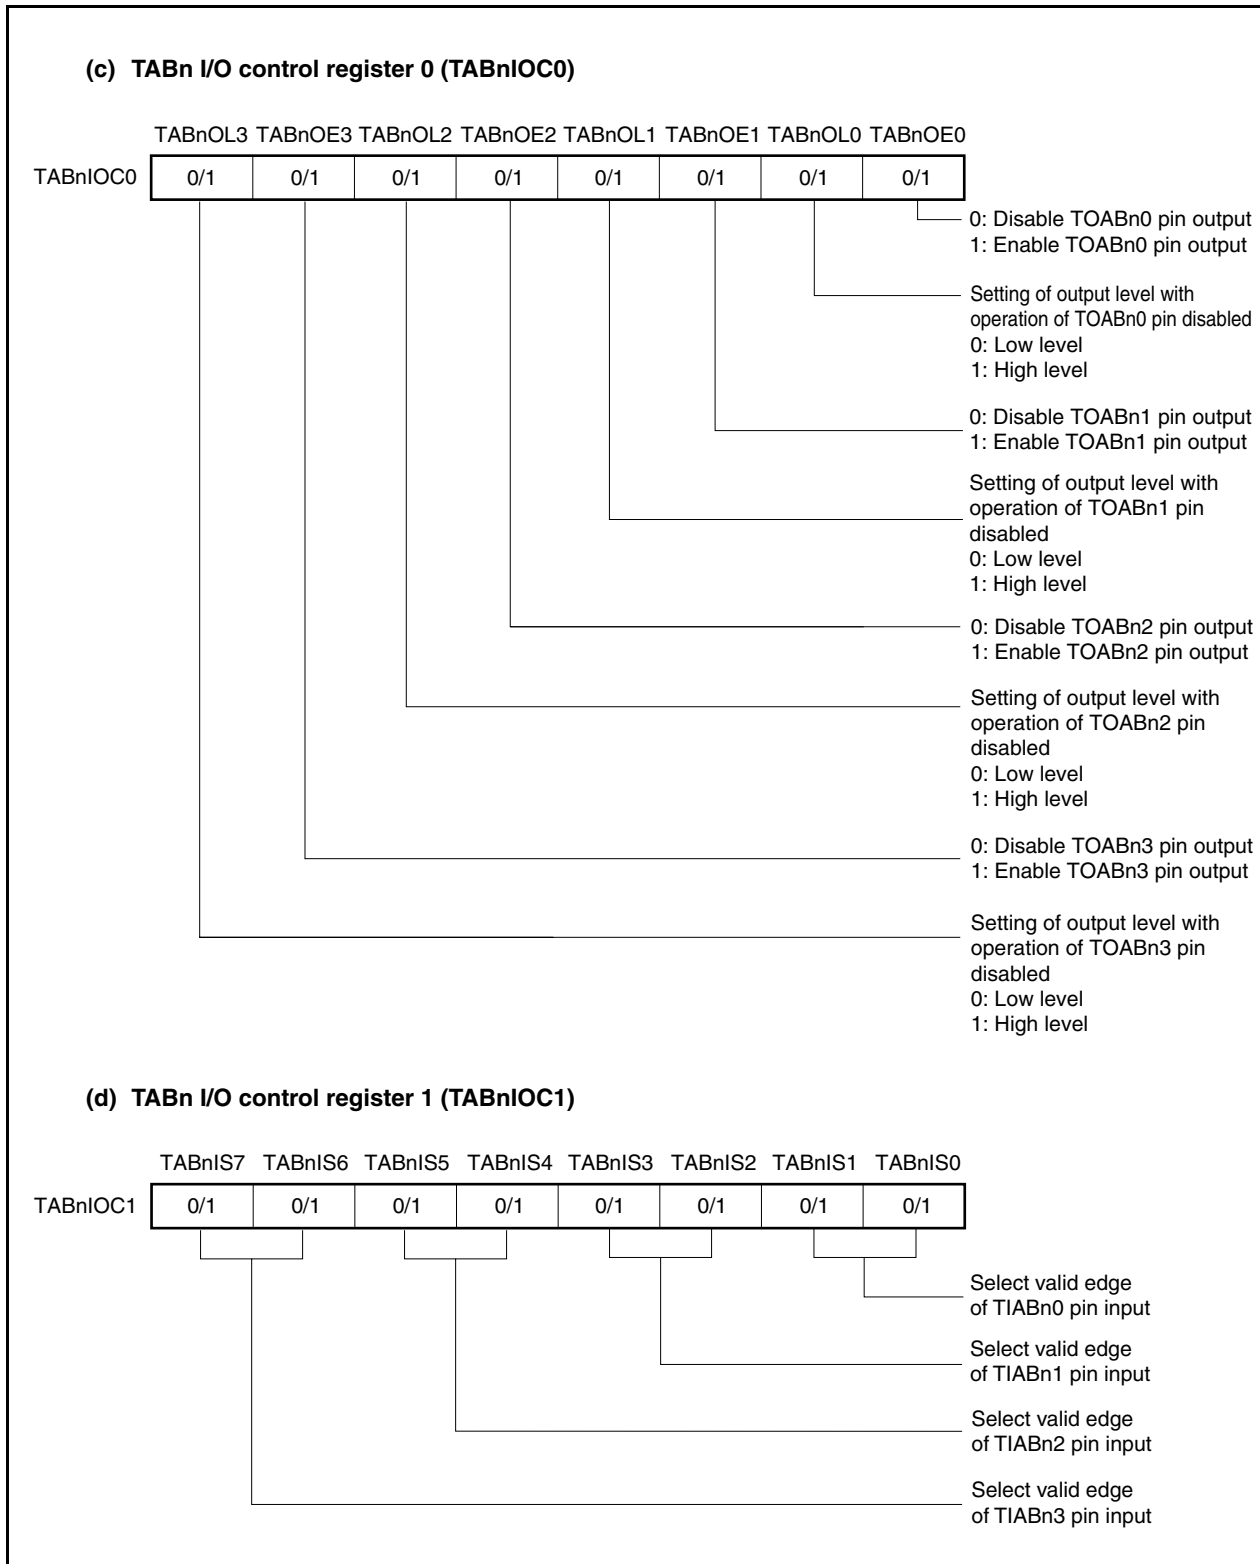 (c) TABn I/O control register 0 (TABnIOC0)
TABnOL3 TABnOE3 TABnOL2 TABnOE2 TABnOL1 TABnOE1 TABnOL0 TABnOE0
TABnIOC0 0/1 0/1 0/1 0/1 0/1 0/1 0/1 0/1
0: Disable TOABn0 pin output
1: Enable TOABn0 pin output
Setting of output level with
operation of TOABn0 pin disabled
0: Low level
1: High level
0: Disable TOABn1 pin output
1: Enable TOABn1 pin output
Setting of output level with
operation of TOABn1 pin
disabled
0: Low level
1: High level
0: Disable TOABn2 pin output
1: Enable TOABn2 pin output
Setting of output level with
operation of TOABn2 pin
disabled
0: Low level
1: High level
0: Disable TOABn3 pin output
1: Enable TOABn3 pin output
Setting of output level with
operation of TOABn3 pin
disabled
0: Low level
1: High level
(d) TABn I/O control register 1 (TABnIOC1)
TABnIS7 TABnIS6 TABnIS5 TABnIS4 TABnIS3 TABnIS2 TABnIS1 TABnIS0
TABnIOC1 0/1 0/1 0/1 0/1 0/1 0/1 0/1 0/1
Select valid edge
of TIABn0 pin input
Select valid edge
of TIABn1 pin input
Select valid edge
of TIABn2 pin input
Select valid edge
of TIABn3 pin input